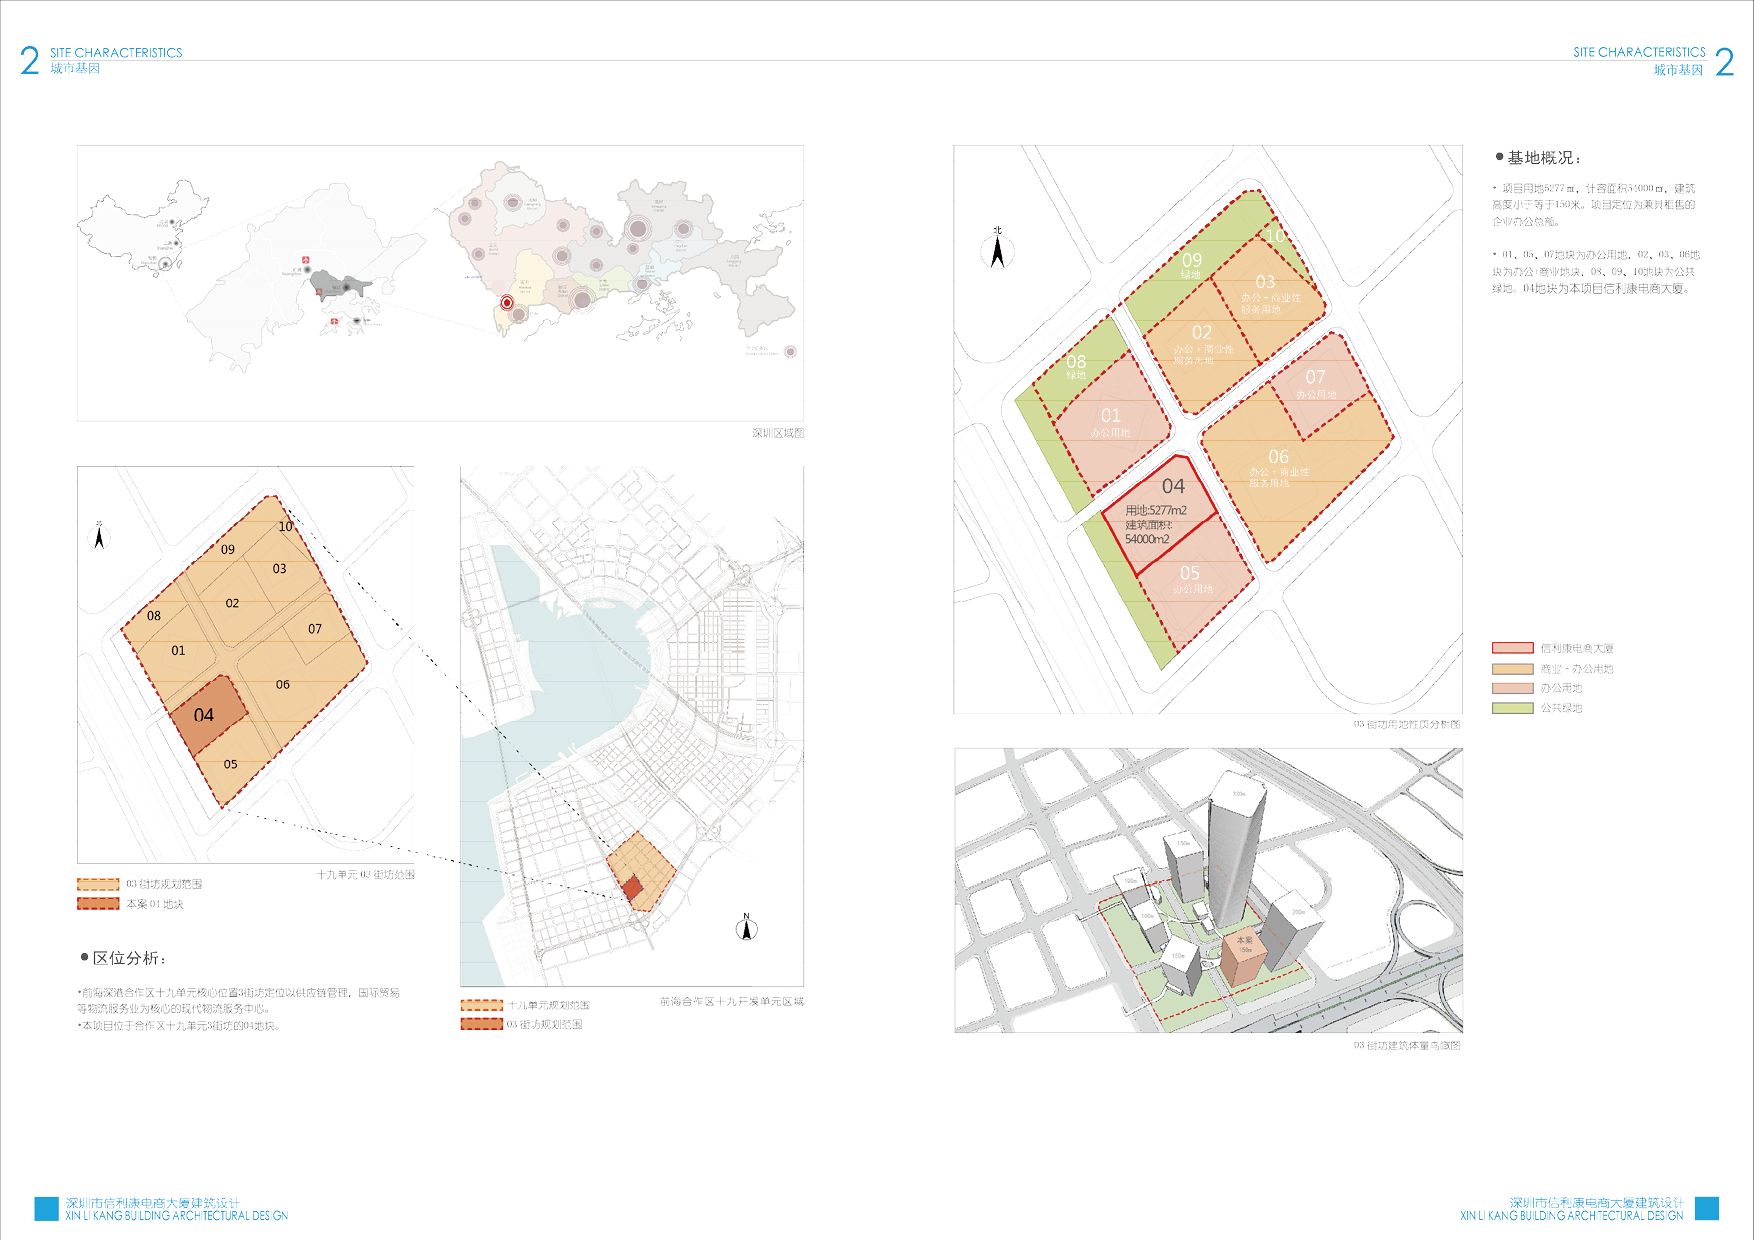 2
SITE CHARACTERISTICS
城市基因
SITE CHARACTERISTICS
城市基因
2
深圳区域图
北
10
09
03
02
08
07
01
06
04
05
十九单元 03 街坊范围
03 街坊规划范围
本案 04 地块
N
前海合作区十九开发单元区域
十九单元规划范围
03 街坊规划范围
●区位分析：
•前海深港合作区十九单元核心位置3街坊定位以供应链管理，国际贸易
等物流服务业为核心的现代物流服务中心。
•本项目位于合作区十九单元3街坊的04地块。
北
10
09
绿地
03
办公+商业性
服务用地
02
办公+商业性
服务用地
08
绿地
07
办公用地
01
办公用地
06
办公+商业性
服务用地
04
用地:5277m2
建筑面积:
54000m2
05
办公用地
03 街坊用地性质分析图
●基地概况：
• 项目用地5277㎡，计容面积54000㎡，建筑
高度小于等于150米。项目定位为兼具租售的
企业办公总部。
• 01、05、07地块为办公用地，02、03、06地
块为办公+商业地块，08、09、10地块为公共
绿地。04地块为本项目信利康电商大厦。
信利康电商大厦
商业+办公用地
办公用地
公共绿地
150m
100m
150m
200m
本案
150m
03 街坊建筑体量鸟瞰图
深圳市信利康电商大厦建筑设计
XIN LI KANG BUILDING ARCHITECTURAL DESIGN
深圳市信利康电商大厦建筑设计
XIN LI KANG BUILDING ARCHITECTURAL DESIGN